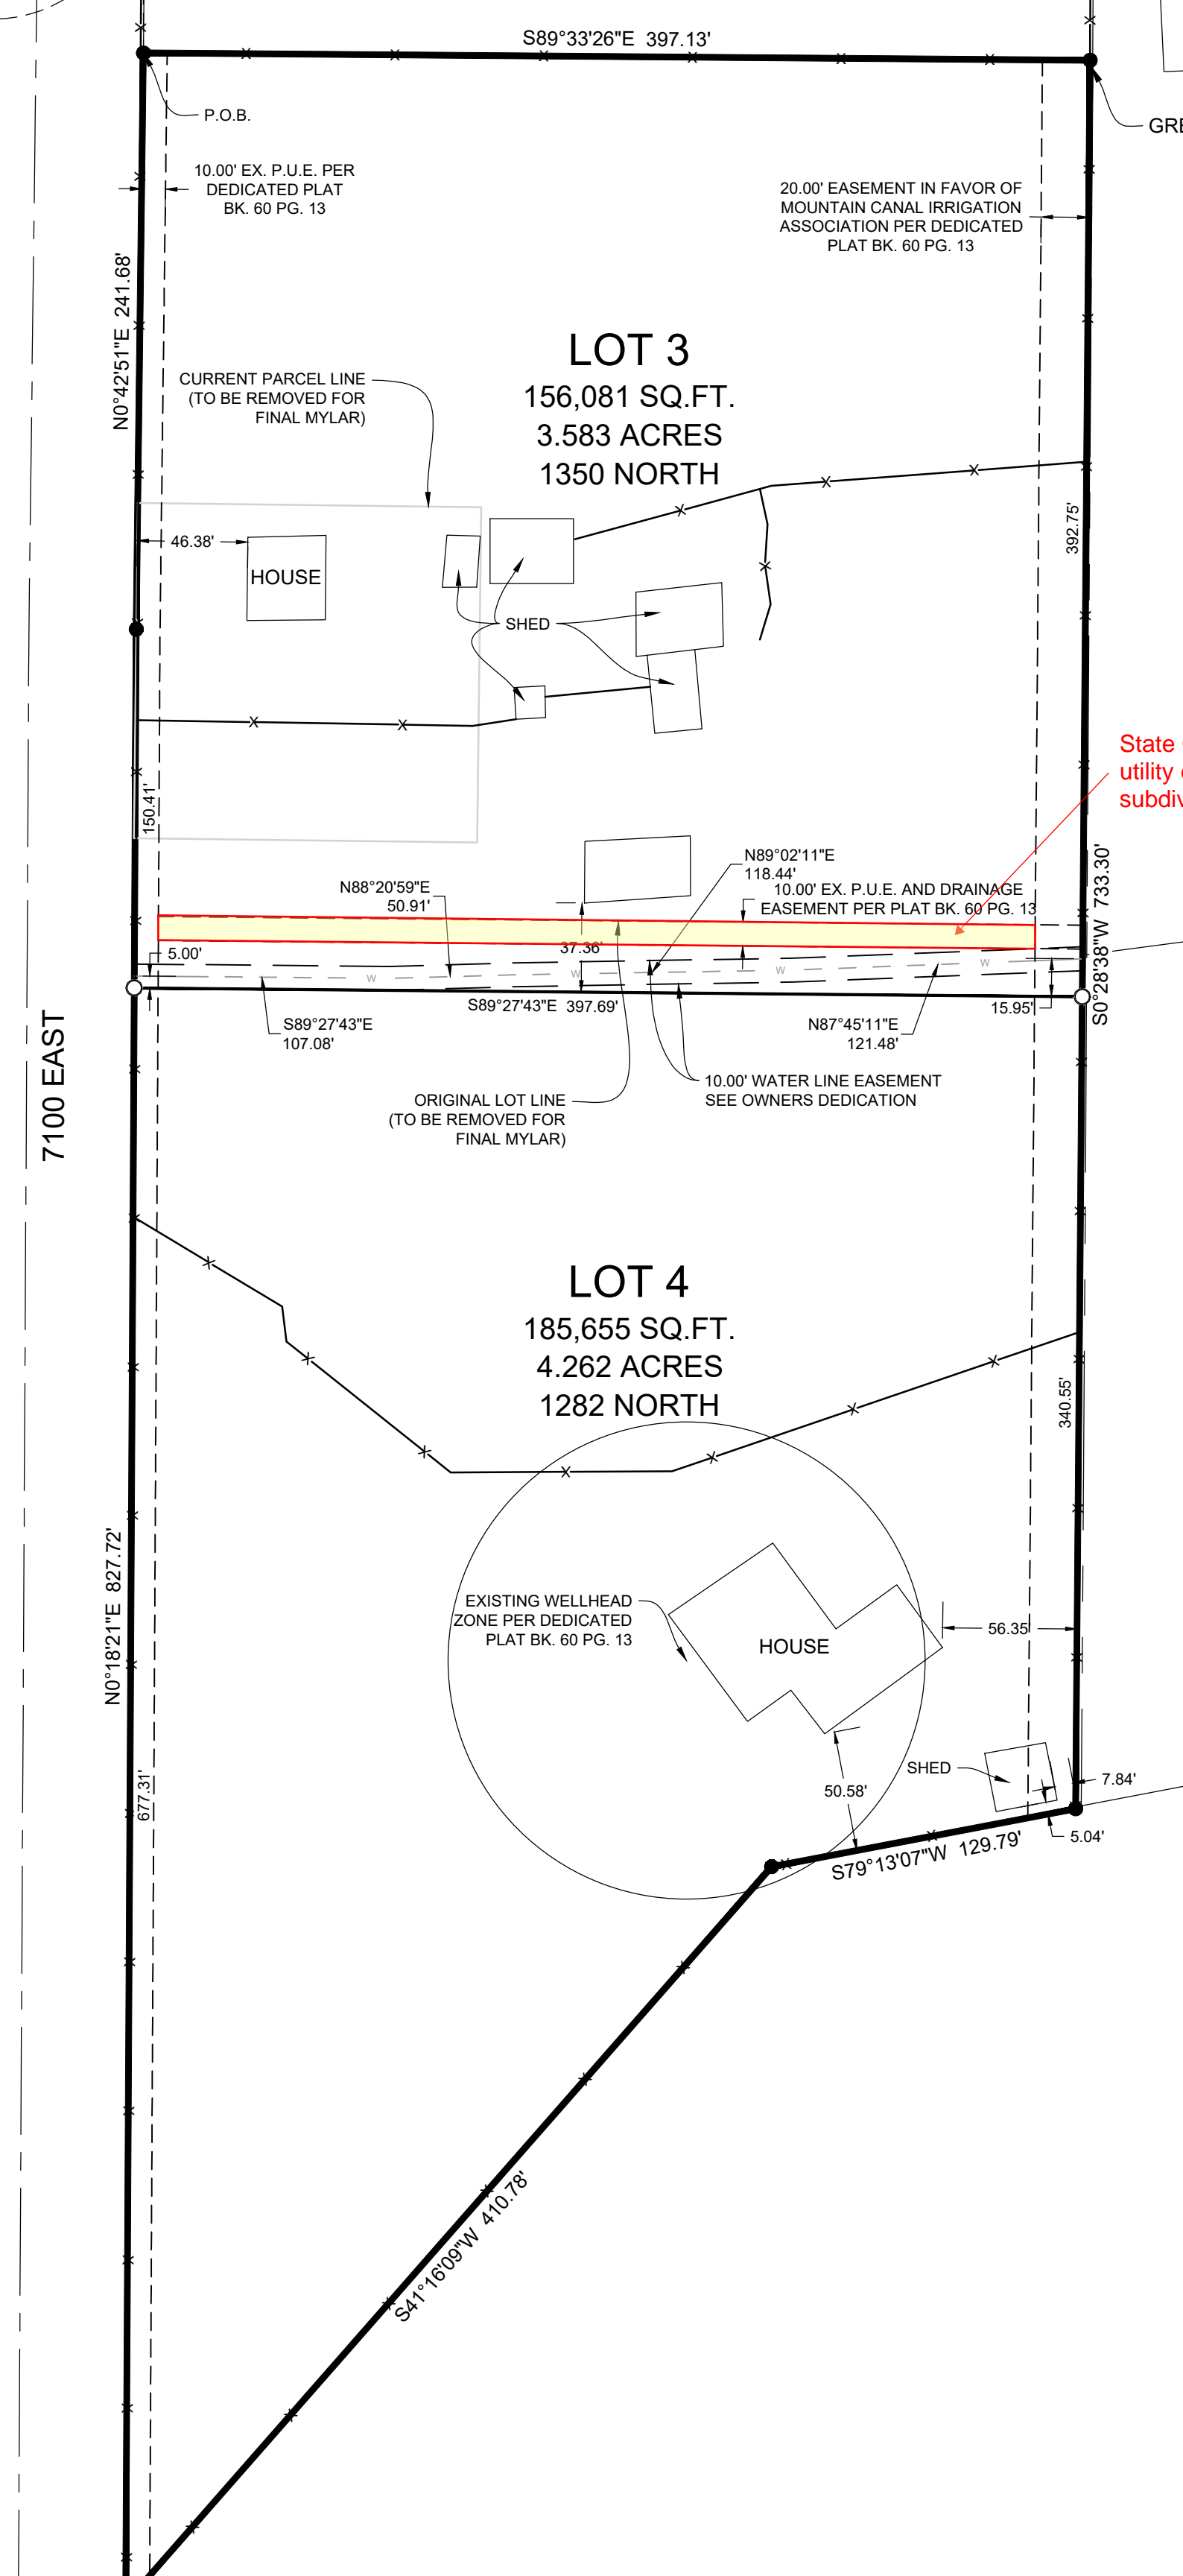 S89°33'26"E 397.13'
P.O.B.
10.00' EX. P.U.E. PER
DEDICATED PLAT
BK. 60 PG. 13
20.00' EASEMENT IN FAVOR OF
MOUNTAIN CANAL IRRIGATION
ASSOCIATION PER DEDICATED
PLAT BK. 60 PG. 13
N0°42'51"E 241.68'
LOT 3
156,081 SQ.FT.
3.583 ACRES
1350 NORTH
CURRENT PARCEL LINE
(TO BE REMOVED FOR
FINAL MYLAR)
46.38'
HOUSE
SHED
392.75'
State
utility
subdiv
150.41'
N88°20'59"E
50.91'
N89°02'11"E
118.44'
10.00' EX. P.U.E. AND DRAINAGE
EASEMENT PER PLAT BK. 60 PG. 13
S0°28'38"W 733.30'
37.36'
5.00'
W
W
W
W
S89°27'43"E 397.69'
15.95'
S89°27'43"E
107.08'
N87°45'11"E
121.48'
7100 EAST
10.00' WATER LINE EASEMENT
SEE OWNERS DEDICATION
ORIGINAL LOT LINE
(TO BE REMOVED FOR
FINAL MYLAR)
LOT 4
185,655 SQ.FT.
4.262 ACRES
1282 NORTH
340.55'
N0°18'21"E 827.72'
EXISTING WELLHEAD
ZONE PER DEDICATED
PLAT BK. 60 PG. 13
HOUSE
56.35'
677.31'
50.58'
SHED
7.84'
5.04'
S79°13'07"W 129.79'
S41°16'09"W 410.78'